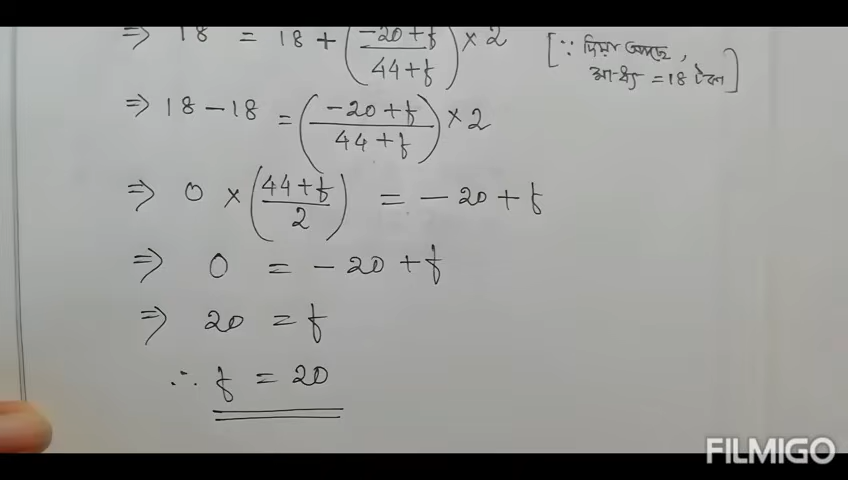 ⇒ 18 = 18 + (-20+f / 44+f) × 2 [∵ দিয়া আছে,
= 18 টকা]
⇒ 18 - 18 = (-20+f / 44+f) × 2
⇒ 0 × (44+f / 2) = -20 + f
⇒ 0 = -20 + f
⇒ 20 = f
∴ f = 20
FILMIGO